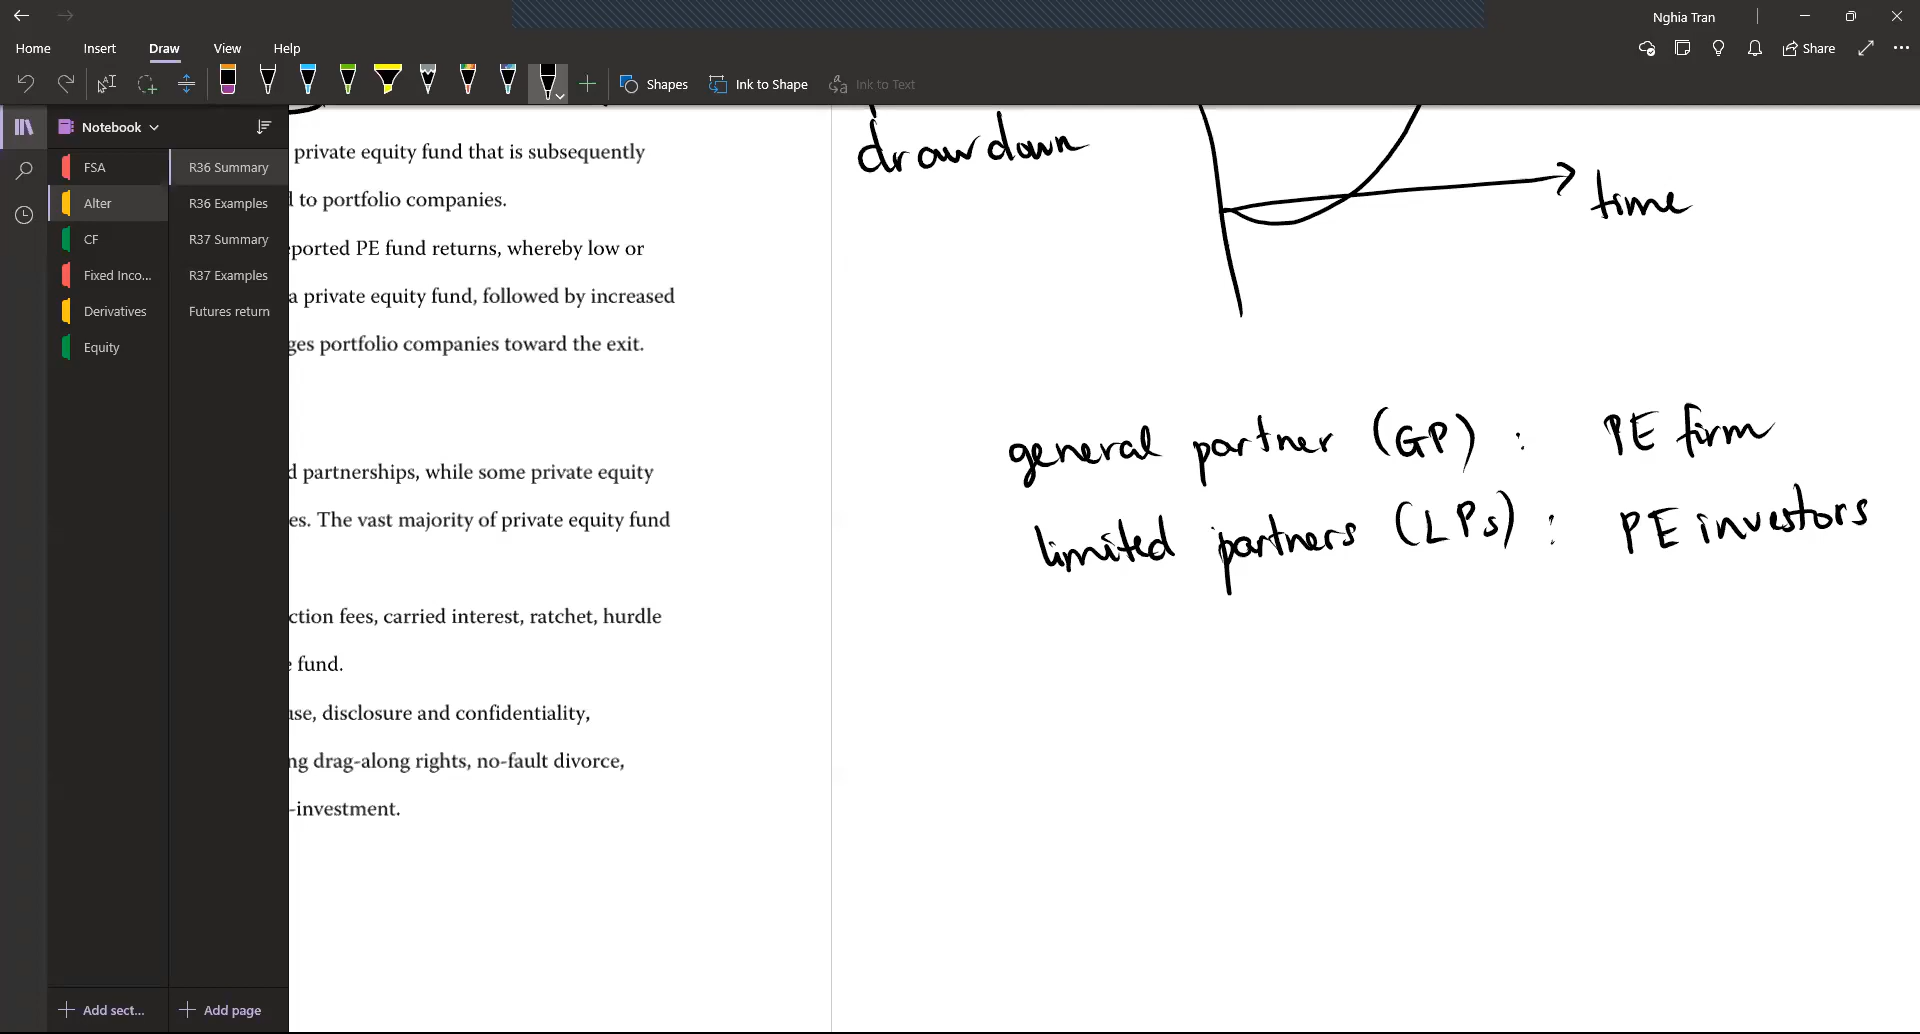 Nghia Tran
Home Insert Draw View Help
Share
Shapes Ink to Shape Ink to Text
Notebook
FSA
Alter
CF
Fixed Inco...
Derivatives
Equity
R36 Summary
R36 Examples
R37 Summary
R37 Examples
Futures return
Add sect...
Add page
private equity fund that is subsequently
to portfolio companies.
ported PE fund returns, whereby low or
a private equity fund, followed by increased
ges portfolio companies toward the exit.
d partnerships, while some private equity
es. The vast majority of private equity fund
ction fees, carried interest, ratchet, hurdle
fund.
use, disclosure and confidentiality,
ng drag-along rights, no-fault divorce,
-investment.
drawdown
time
general partner (GP) : PE firm
limited partners (LPs) : PE investors